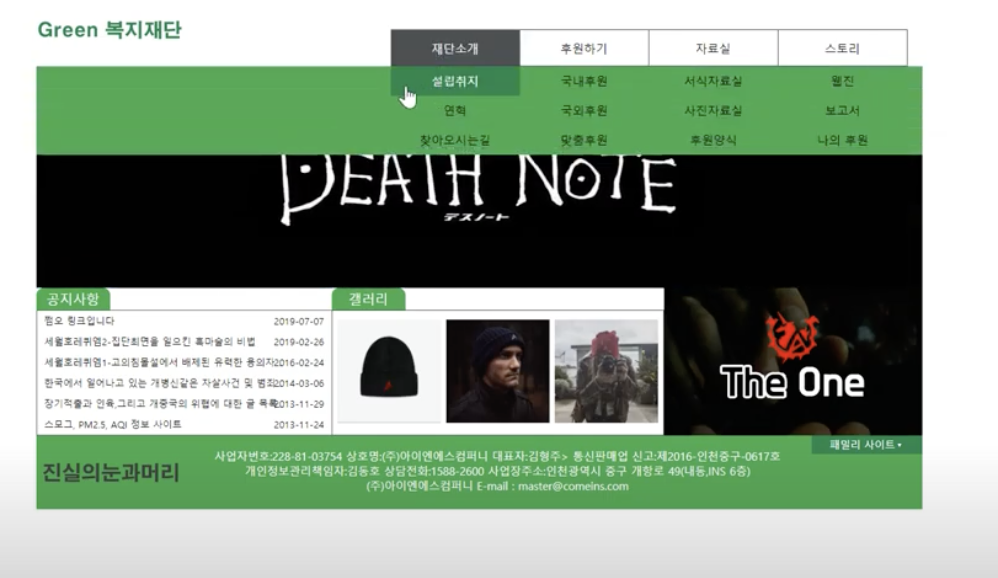 Green 복지재단
재단소개 후원하기 자료실 스토리
설립취지 국내후원 서식자료실 웹진
연혁 국외후원 사진자료실 보고서
찾아오시는길 맞춤후원 후원양식 나의 후원
DEATH NOTE
デスノート
공지사항 갤러리
짬오 링크입니다 2019-07-07
세월호레퀴엠2-집단최면을 일으킨 흑마술의 비법 2019-02-26
세월호레퀴엠1-고의침몰설에서 배제된 유력한 용의자 2016-02-24
한국에서 일어나고 있는 개병신같은 자살사건 및 범죄 2014-03-06
장기적출과 인육,그리고 개중국의 위협에 대한 글 목록 2013-11-29
스모그, PM2.5, AQI 정보 사이트 2013-11-24
The One
패밀리 사이트
진실의눈과머리
사업자번호:228-81-03754 상호명:(주)아이엔에스컴퍼니 대표자:김형주> 통신판매업 신고:제2016-인천중구-0617호
개인정보관리책임자:김동호 상담전화:1588-2600 사업장주소:인천광역시 중구 개항로 49(내동,INS 6층)
(주)아이엔에스컴퍼니 E-mail : master@comeins.com